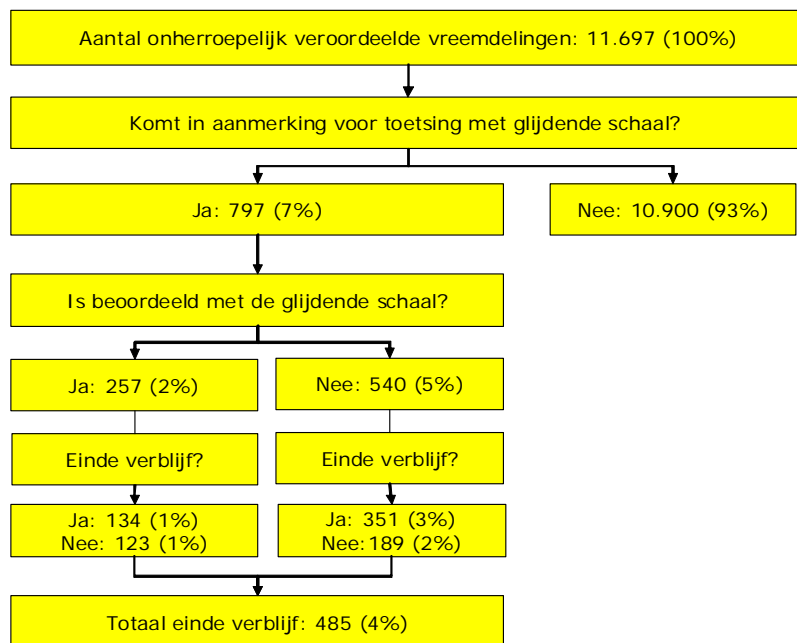 Aantal onherroepelijk veroordeelde vreemdelingen: 11.697 (100%)
Komt in aanmerking voor toetsing met glijdende schaal?
Ja: 797 (7%)
Nee: 10.900 (93%)
Is beoordeeld met de glijdende schaal?
Ja: 257 (2%)
Nee: 540 (5%)
Einde verblijf?
Einde verblijf?
Ja: 134 (1%)
Nee: 123 (1%)
Ja: 351 (3%)
Nee: 189 (2%)
Totaal einde verblijf: 485 (4%)